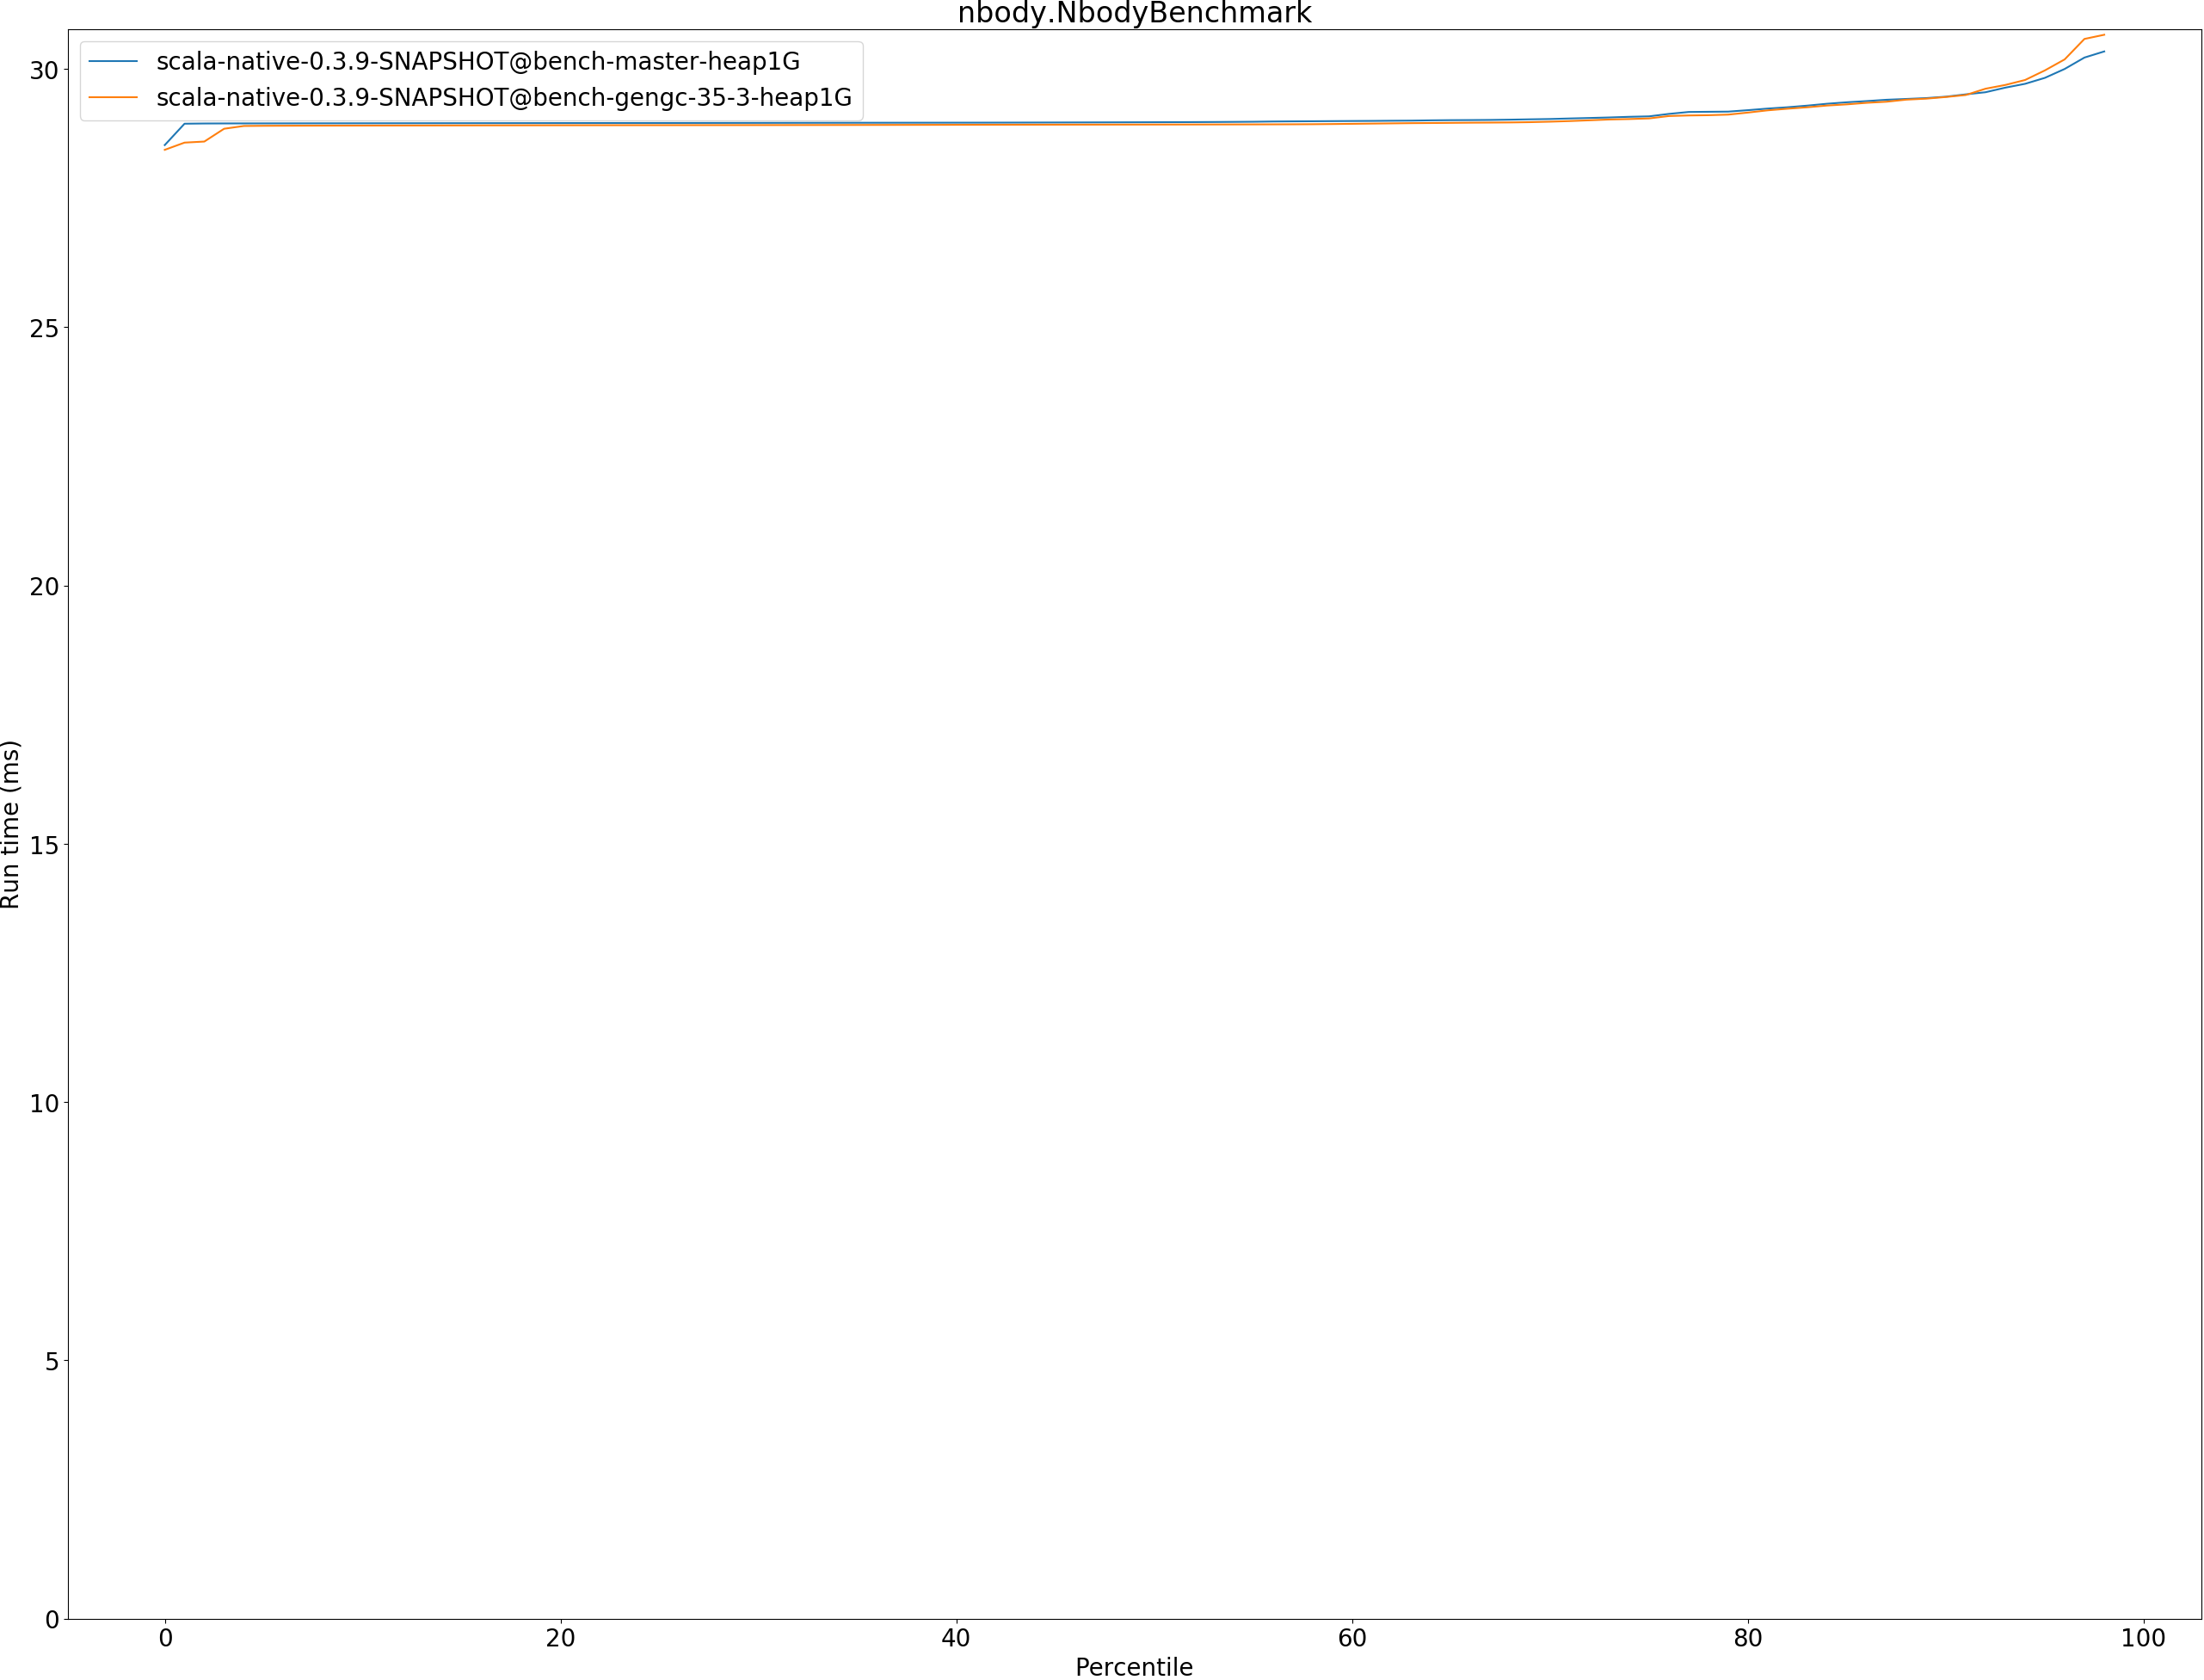 nbody.NbodyBenchmark
scala-native-0.3.9-SNAPSHOT@bench-master-heap1G
scala-native-0.3.9-SNAPSHOT@bench-gengc-35-3-heap1G
30
25
20
15
10
5
0
Run time (ms)
0 20 40 60 80 100
Percentile